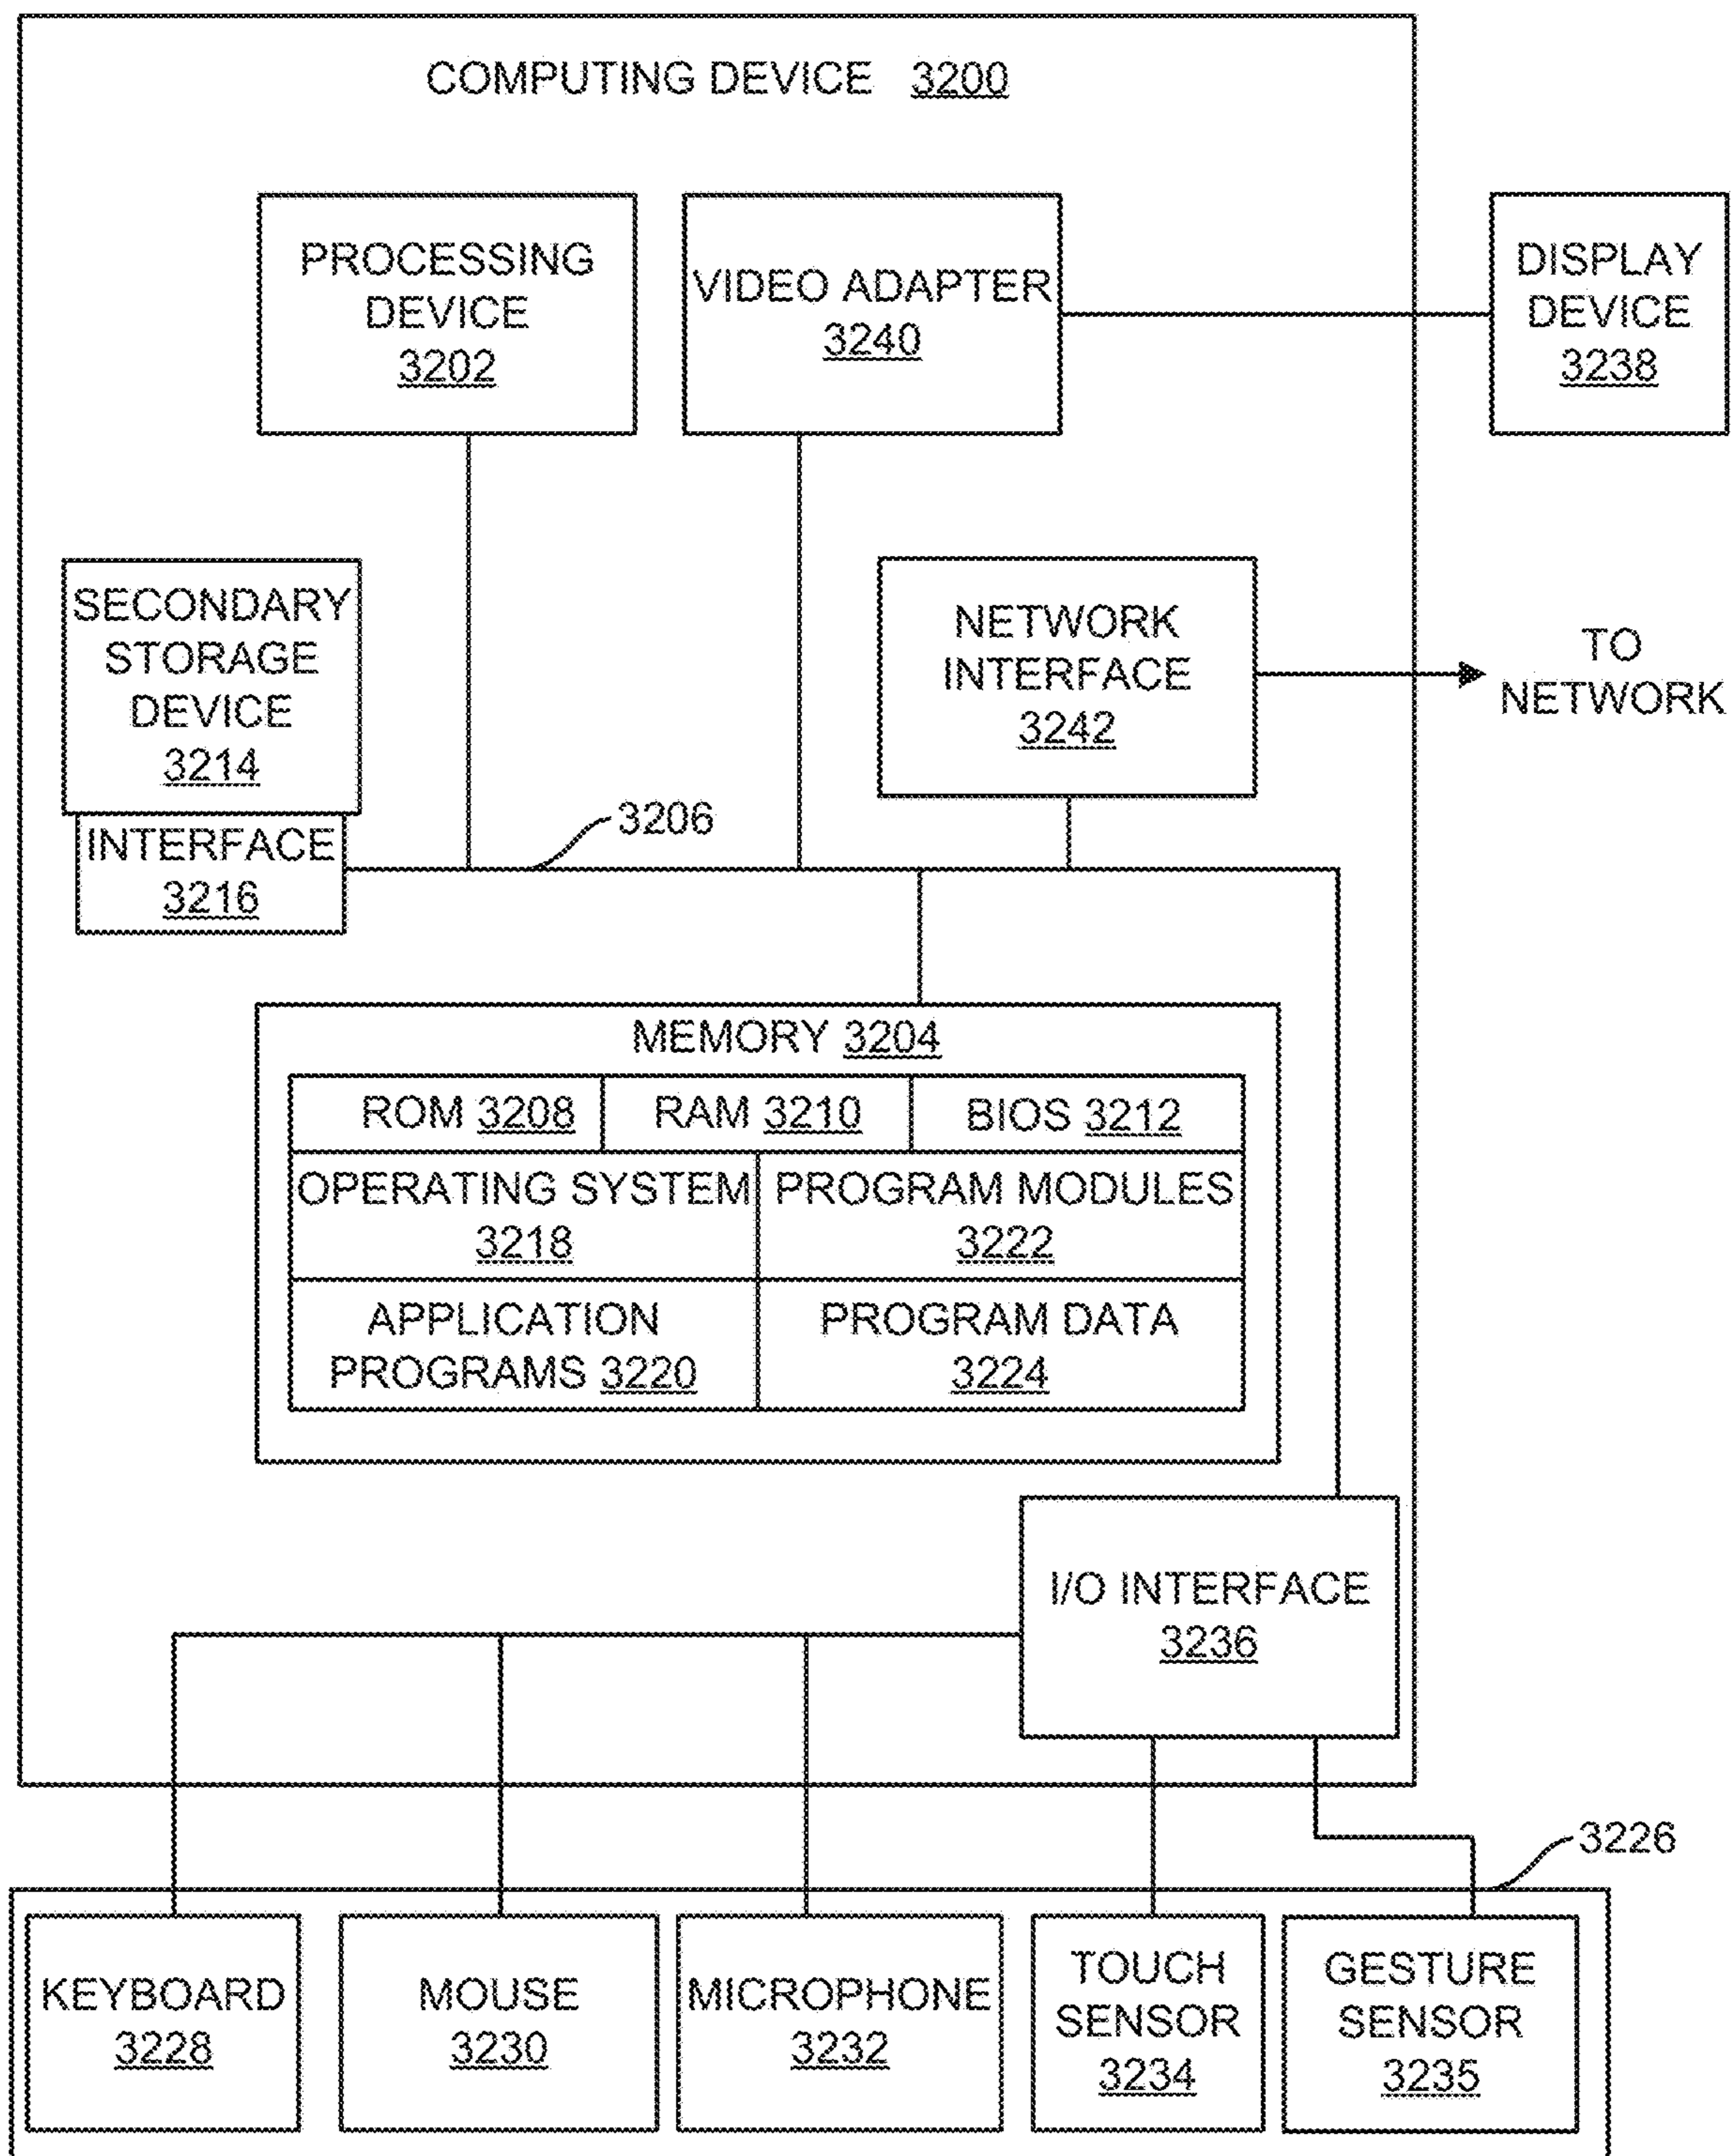 COMPUTING DEVICE 3200
PROCESSING
DEVICE
3202
VIDEO ADAPTER
3240
DISPLAY
DEVICE
3238
SECONDARY
STORAGE
DEVICE
3214
INTERFACE
3216
NETWORK
INTERFACE
3242
TO
NETWORK
3206
MEMORY 3204
ROM 3208
RAM 3210
BIOS 3212
OPERATING SYSTEM
3218
PROGRAM MODULES
3222
APPLICATION
PROGRAMS 3220
PROGRAM DATA
3224
I/O INTERFACE
3236
3226
KEYBOARD
3228
MOUSE
3230
MICROPHONE
3232
TOUCH
SENSOR
3234
GESTURE
SENSOR
3235